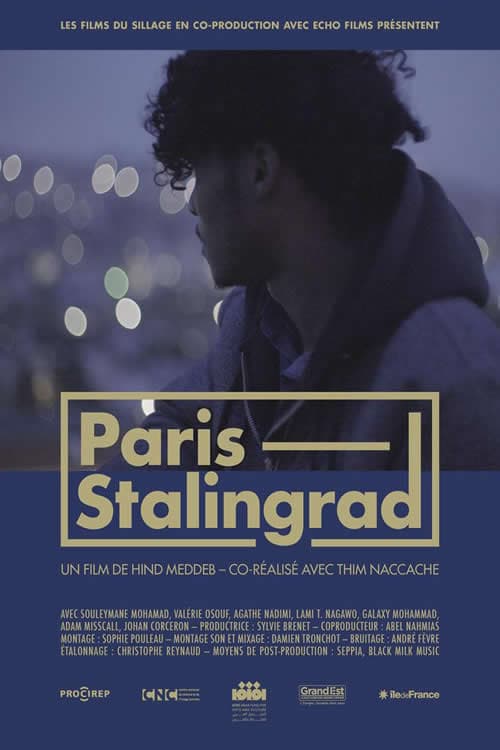 LES FILMS DU SILLAGE EN CO-PRODUCTION AVEC ECHO FILMS PRÉSENTENT
Paris
Stalingrad
UN FILM DE HIND MEDDEB – CO-RÉALISÉ AVEC THIM NACCACHE
AVEC SOULEYMANE MOHAMAD, VALÉRIE OSOUF, AGATHE NADIMI, LAMI T. NAGAWO, GALAXY MOHAMMAD,
ADAM MISSCALL, JOHAN CORCERON – PRODUCTRICE : SYLVIE BRENET – COPRODUCTEUR : ABEL NAHMIAS
MONTAGE : SOPHIE POULEAU – MONTAGE SON ET MIXAGE : DAMIEN TRONCHOT – BRUITAGE : ANDRÉ FÈVRE
ÉTALONNAGE : CHRISTOPHE REYNAUD – MOYENS DE POST-PRODUCTION : SEPPIA, BLACK MILK MUSIC
PROCIREP
CNC
GrandEst
îledeFrance